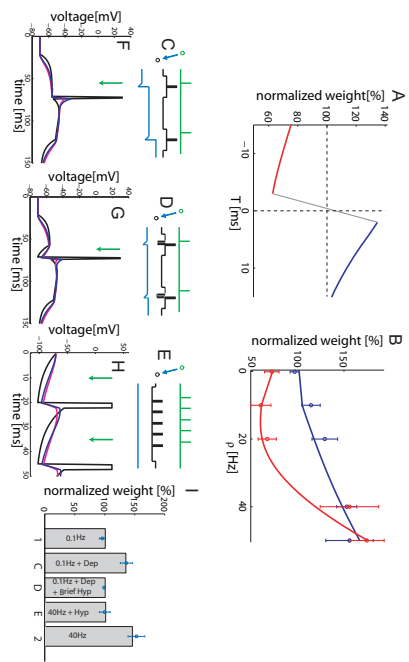 A
normalized weight[%]
140
120
100
80
-10
0
10
T [ms]
B
normalized weight [%]
50
100
150
0
20
40
ρ [Hz]
C
D
E
F
voltage[mV]
40
20
0
-20
-40
-60
-80
0
50
100
150
time [ms]
G
voltage[mV]
40
20
0
-20
-40
-60
-80
0
50
100
150
time [ms]
H
voltage[mV]
50
0
-50
-100
0
10
20
30
40
50
time [ms]
I
normalized weight [%]
0
50
100
150
200
0.1Hz
0.1Hz + Dep
0.1Hz + Dep
+ Brief Hyp
40Hz + Hyp
40Hz
1
C
D
E
2